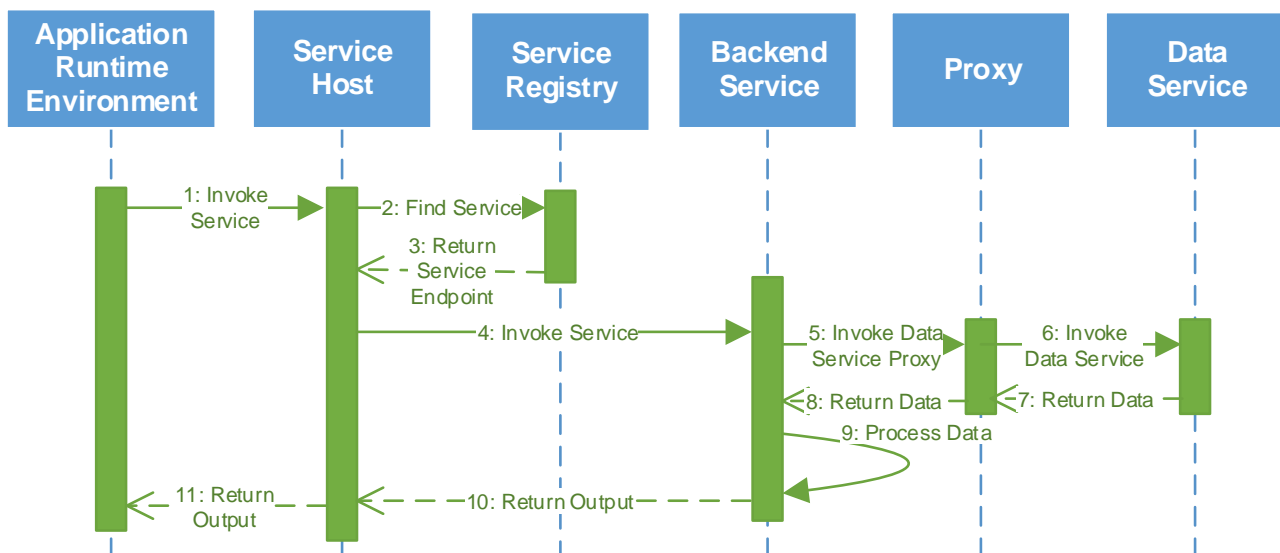 Application
Runtime
Environment
Service
Host
Service
Registry
Backend
Service
Proxy
Data
Service
1: Invoke
Service
2: Find Service
3: Return
Service
Endpoint
4: Invoke Service
5: Invoke Data
Service Proxy
6: Invoke
Data Service
7: Return Data
8: Return Data
9: Process Data
10: Return Output
11: Return
Output